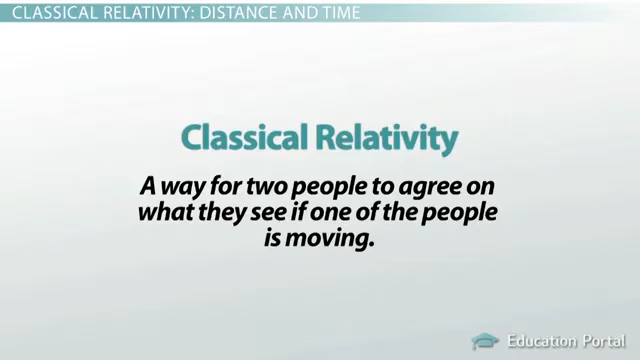 CLASSICAL RELATIVITY: DISTANCE AND TIME
Classical Relativity
A way for two people to agree on
what they see if one of the people
is moving.
Education Portal